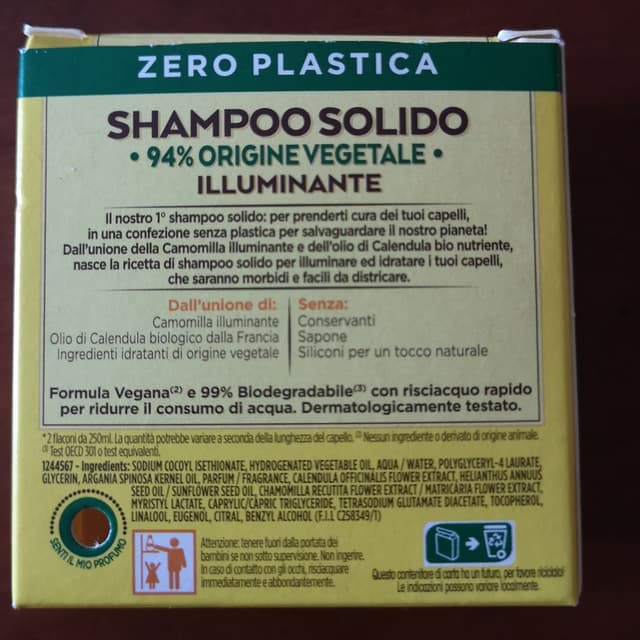 ZERO PLASTICA
SHAMPOO SOLIDO
• 94% ORIGINE VEGETALE •
ILLUMINANTE
Il nostro 1° shampoo solido: per prenderti cura dei tuoi capelli,
in una confezione senza plastica per salvaguardare il nostro pianeta!
Dall'unione della Camomilla illuminante e dell'olio di Calendula bio nutriente,
nasce la ricetta di shampoo solido per illuminare ed idratare i tuoi capelli,
che saranno morbidi e facili da districare.
Dall'unione di:
Camomilla illuminante
Olio di Calendula biologico dalla Francia
Ingredienti idratanti di origine vegetale
Senza:
Conservanti
Sapone
Siliconi per un tocco naturale
Formula Vegana(2) e 99% Biodegradabile(3) con risciacquo rapido
per ridurre il consumo di acqua. Dermatologicamente testato.
* 2 flaconi da 250ml. La quantità potrebbe variare a seconda della lunghezza del capello. (2) Nessun ingrediente o derivato di origine animale.
(3) Test OECD 301 o test equivalenti.
1244567 - Ingredients: SODIUM COCOYL ISETHIONATE, HYDROGENATED VEGETABLE OIL, AQUA / WATER, POLYGLYCERYL-4 LAURATE,
GLYCERIN, ARGANIA SPINOSA KERNEL OIL, PARFUM / FRAGRANCE, CALENDULA OFFICINALIS FLOWER EXTRACT, HELIANTHUS ANNUUS
SEED OIL / SUNFLOWER SEED OIL, CHAMOMILLA RECUTITA FLOWER EXTRACT / MATRICARIA FLOWER EXTRACT,
MYRISTYL LACTATE, CAPRYLIC/CAPRIC TRIGLYCERIDE, TETRASODIUM GLUTAMATE DIACETATE, TOCOPHEROL,
LINALOOL, EUGENOL, CITRAL, BENZYL ALCOHOL (F.I.L C258349/1)
SENTI IL MIO PROFUMO
Attenzione: tenere fuori dalla portata dei
bambini se non sotto supervisione. Non ingerire.
In caso di contatto con gli occhi, risciacquare
immediatamente e abbondantemente.
Questo contenitore di carta ha un futuro, per favore riciclalo!
Le indicazioni possono variare localmente.